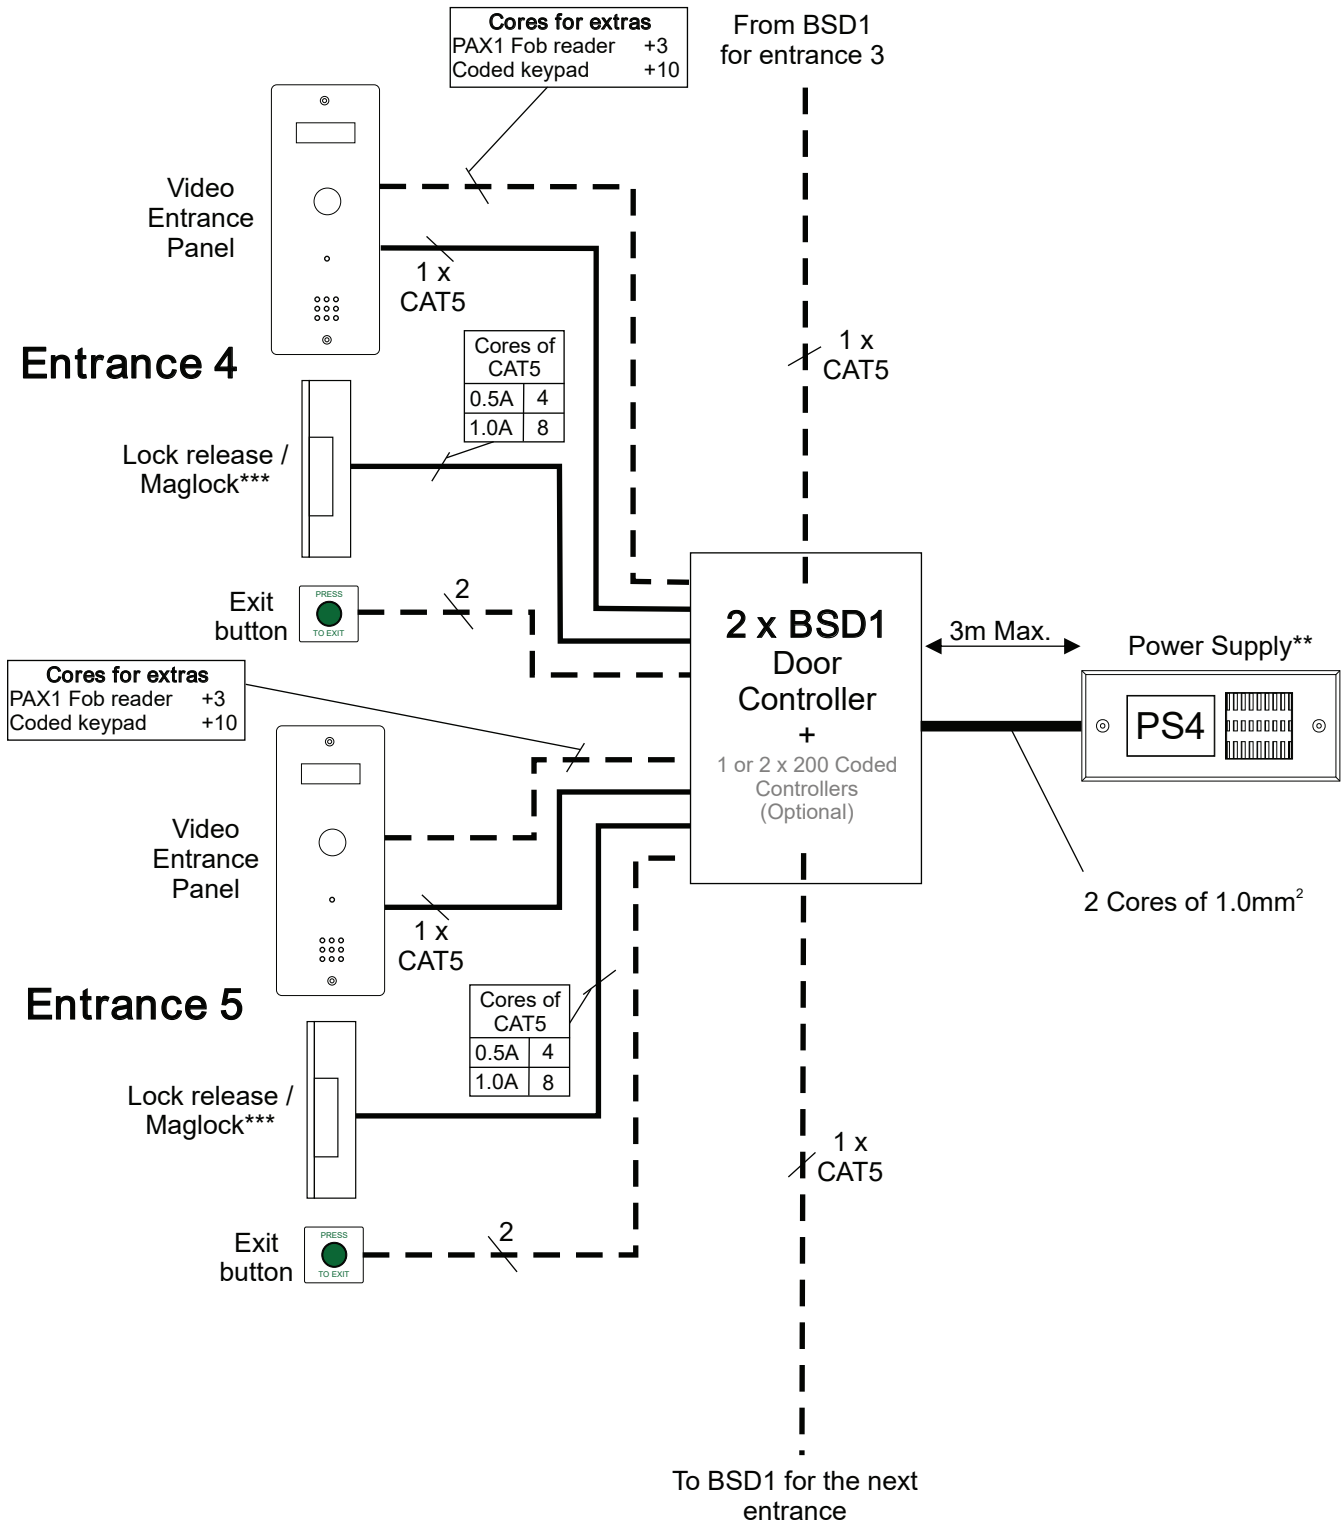 Cores for extras
PAX1 Fob reader +3
Coded keypad +10
From BSD1
for entrance 3
Video
Entrance
Panel
1 x
CAT5
Entrance 4
Cores of
CAT5
0.5A 4
1.0A 8
1 x
CAT5
Lock release /
Maglock***
Exit
button
PRESS
TO EXIT
2
2 x BSD1
Door
Controller
+
1 or 2 x 200 Coded
Controllers
(Optional)
3m Max.
Power Supply**
PS4
2 Cores of 1.0mm²
Cores for extras
PAX1 Fob reader +3
Coded keypad +10
Video
Entrance
Panel
1 x
CAT5
Entrance 5
Cores of
CAT5
0.5A 4
1.0A 8
Lock release /
Maglock***
1 x
CAT5
Exit
button
PRESS
TO EXIT
2
To BSD1 for the next
entrance